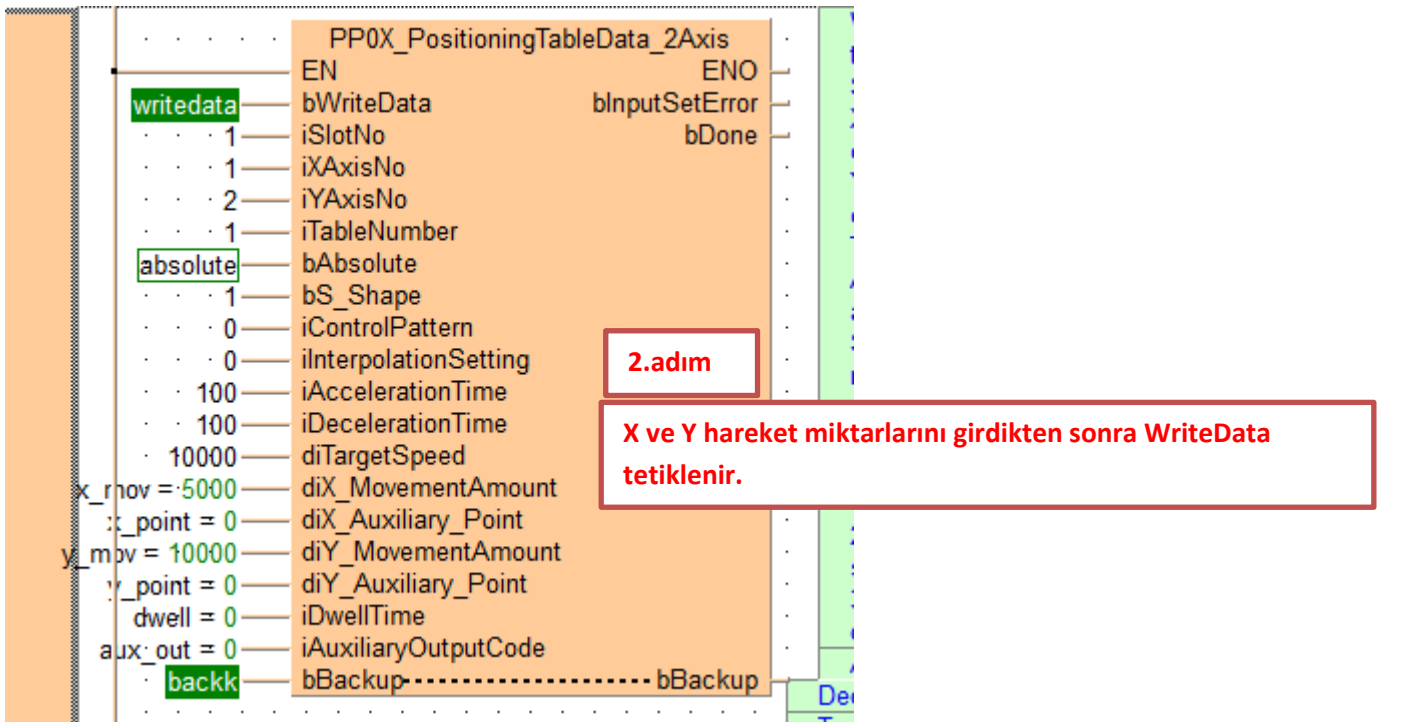 PP0X_PositioningTableData_2Axis
EN ENO
writedata bWriteData bInputSetError
1 iSlotNo bDone
1 iXAxisNo
2 iYAxisNo
1 iTableNumber
absolute bAbsolute
1 bS_Shape
0 iControlPattern
0 iInterpolationSetting
2.adım
100 iAccelerationTime
100 iDecelerationTime
X ve Y hareket miktarlarını girdikten sonra WriteData
tetiklenir.
10000 diTargetSpeed
x_mov = 5000 diX_MovementAmount
x_point = 0 diX_Auxiliary_Point
y_mov = 10000 diY_MovementAmount
y_point = 0 diY_Auxiliary_Point
dwell = 0 iDwellTime
aux_out = 0 iAuxiliaryOutputCode
backk bBackup bBackup